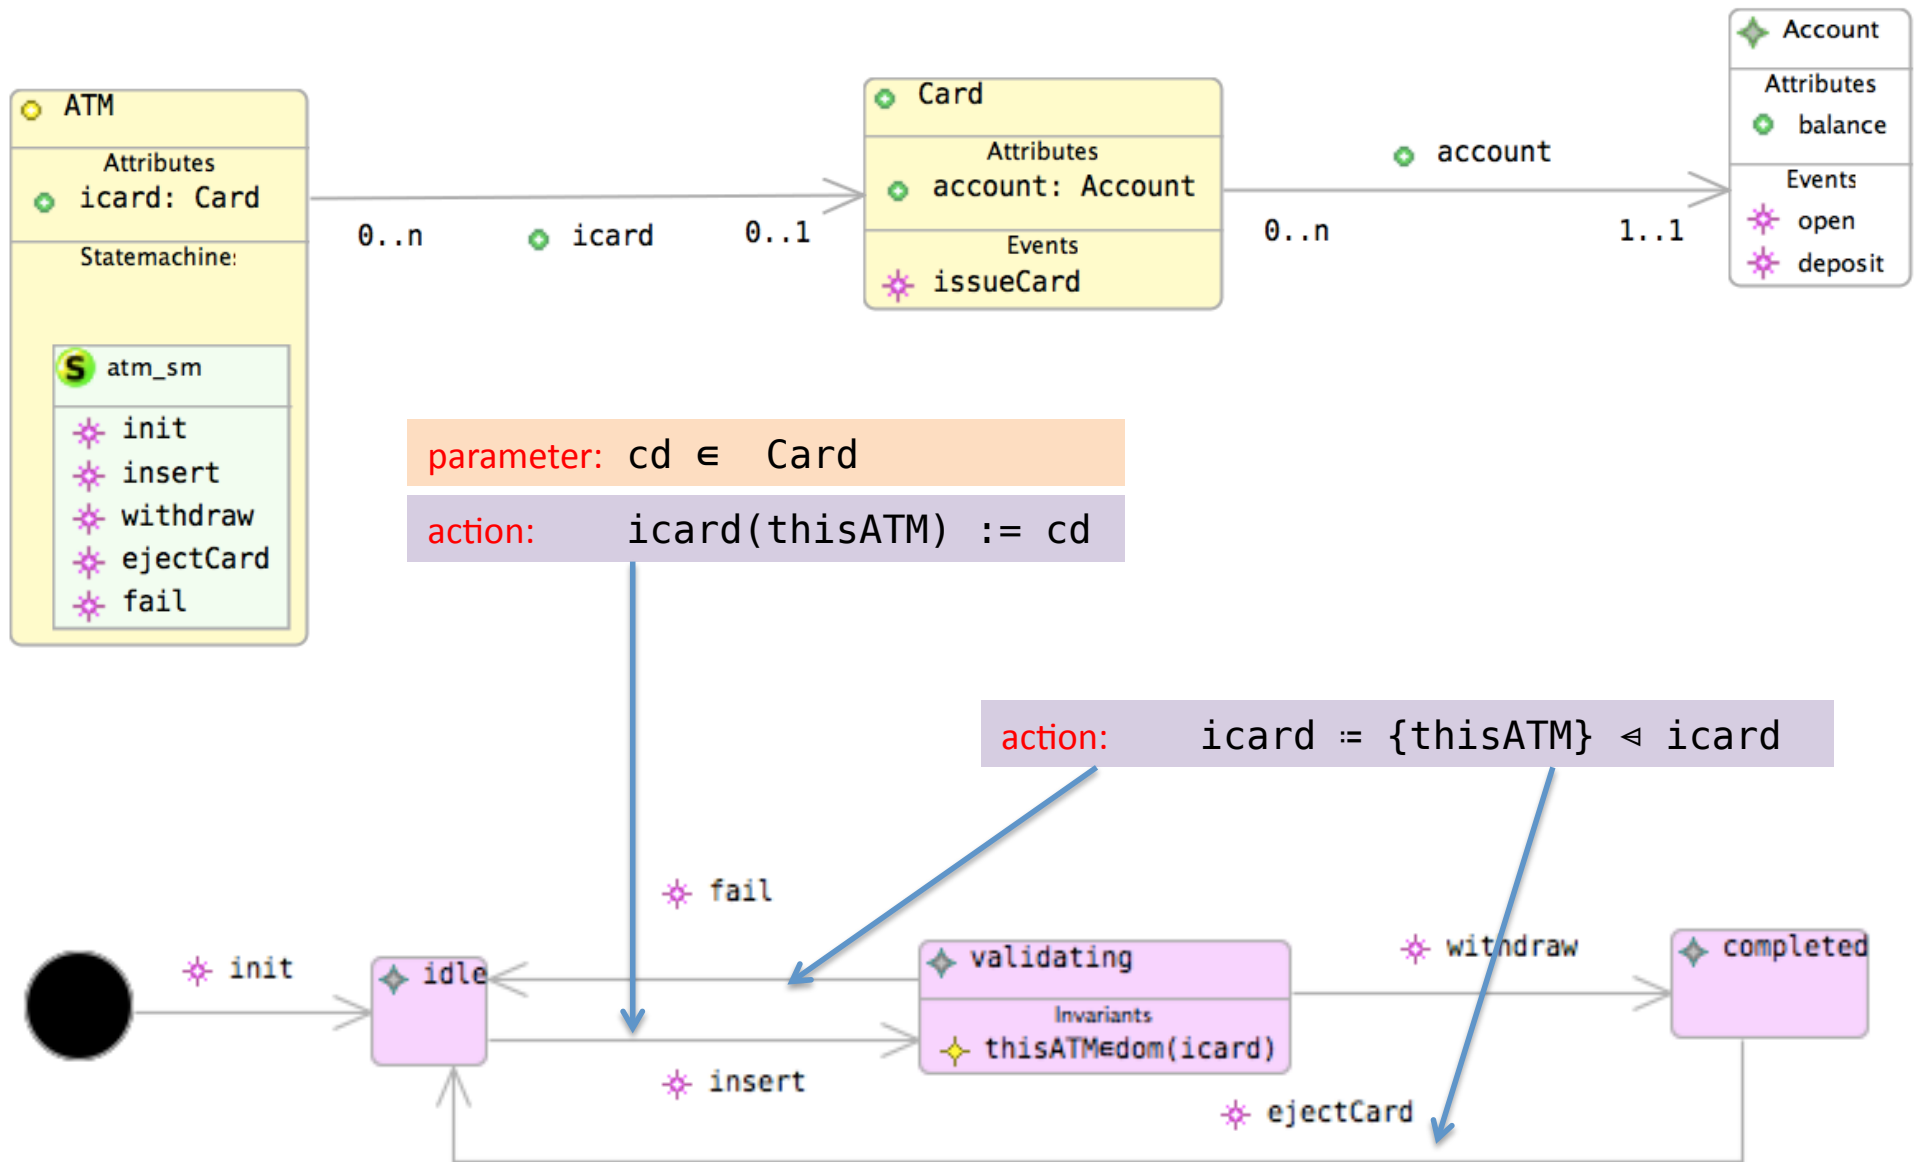 ATM
Attributes
icard: Card
Statemachine:
S atm_sm
init
insert
withdraw
ejectCard
fail
0..n
icard
0..1
Card
Attributes
account: Account
Events
issueCard
account
0..n
1..1
Account
Attributes
balance
Events
open
deposit
parameter: cd ∈ Card
action: icard(thisATM) := cd
action: icard ≔ {thisATM} ⩤ icard
init
idle
fail
insert
validating
Invariants
thisATM∈dom(icard)
withdraw
completed
ejectCard